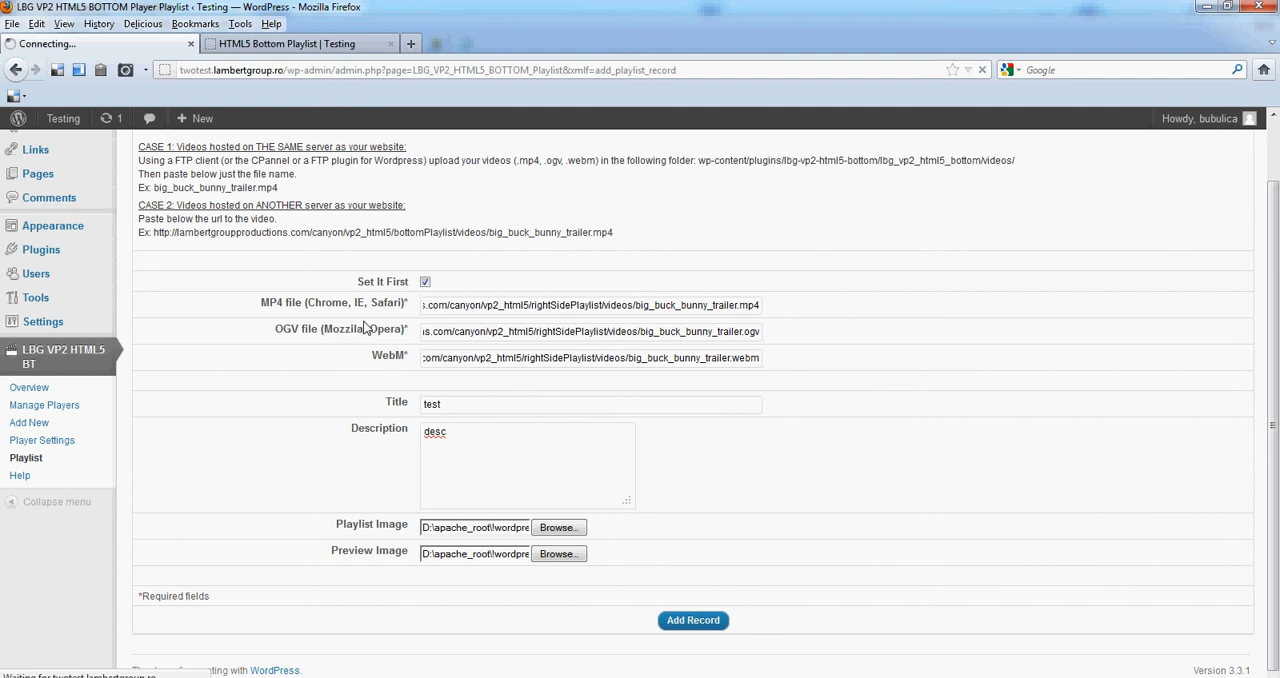 LBG VP2 HTML5 BOTTOM Player Playlist ‹ Testing — WordPress - Mozilla Firefox
File Edit View History Delicious Bookmarks Tools Help
Connecting...
HTML5 Bottom Playlist | Testing
twotest.lambertgroup.ro/wp-admin/admin.php?page=LBG_VP2_HTML5_BOTTOM_Playlist&xmlf=add_playlist_record
Google
Testing 1 New
Howdy, bubulica
Links
Pages
Comments
Appearance
Plugins
Users
Tools
Settings
LBG VP2 HTML5
BT
Overview
Manage Players
Add New
Player Settings
Playlist
Help
Collapse menu
CASE 1: Videos hosted on THE SAME server as your website:
Using a FTP client (or the CPannel or a FTP plugin for Wordpress) upload your videos (.mp4, .ogv, .webm) in the following folder: wp-content/plugins/lbg-vp2-html5-bottom/lbg_vp2_html5_bottom/videos/
Then paste below just the file name.
Ex: big_buck_bunny_trailer.mp4
CASE 2: Videos hosted on ANOTHER server as your website:
Paste below the url to the video.
Ex: http://lambertgroupproductions.com/canyon/vp2_html5/bottomPlaylist/videos/big_buck_bunny_trailer.mp4
Set It First
MP4 file (Chrome, IE, Safari)*
s.com/canyon/vp2_html5/rightSidePlaylist/videos/big_buck_bunny_trailer.mp4
OGV file (Mozzila, Opera)*
ns.com/canyon/vp2_html5/rightSidePlaylist/videos/big_buck_bunny_trailer.ogv
WebM*
com/canyon/vp2_html5/rightSidePlaylist/videos/big_buck_bunny_trailer.webm
Title
test
Description
desc
Playlist Image
D:\apache_root\!wordpre
Browse...
Preview Image
D:\apache_root\!wordpre
Browse...
*Required fields
Add Record
ting with WordPress.
Version 3.3.1
Waiting for twotest.lambertgroup.ro